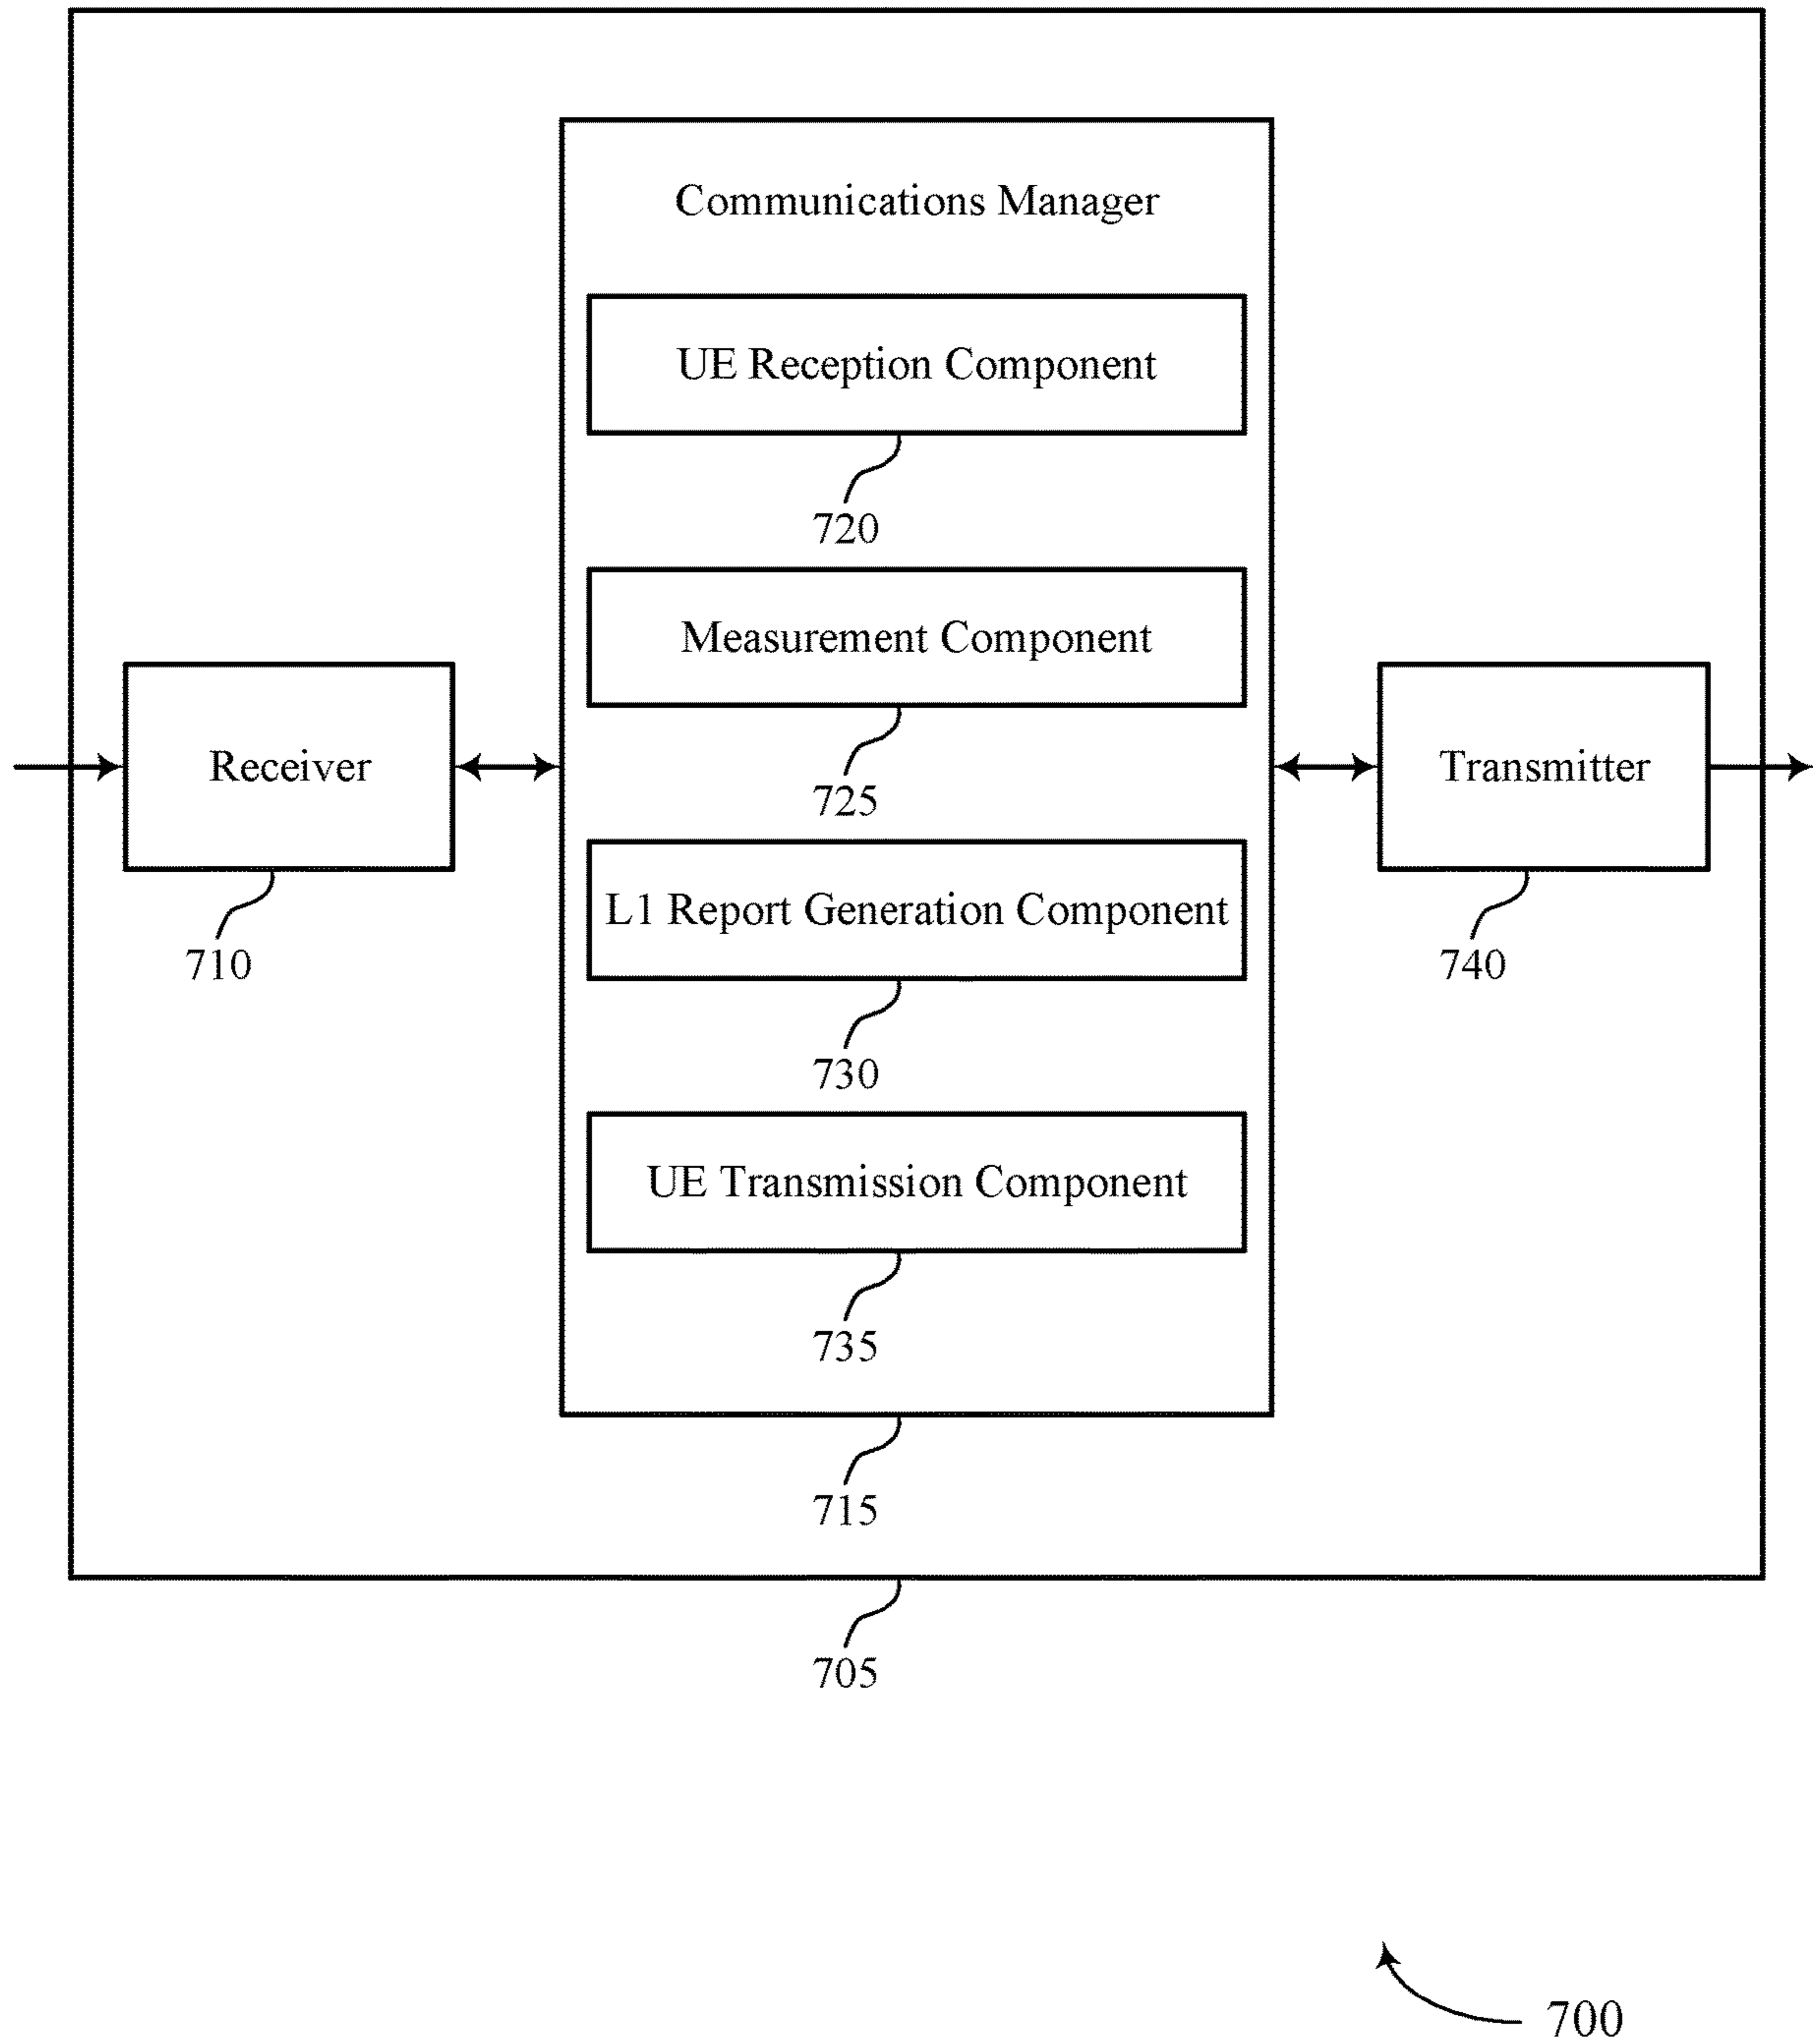 Communications Manager
UE Reception Component
720
Measurement Component
725
Receiver
710
Transmitter
740
L1 Report Generation Component
730
UE Transmission Component
735
715
705
700